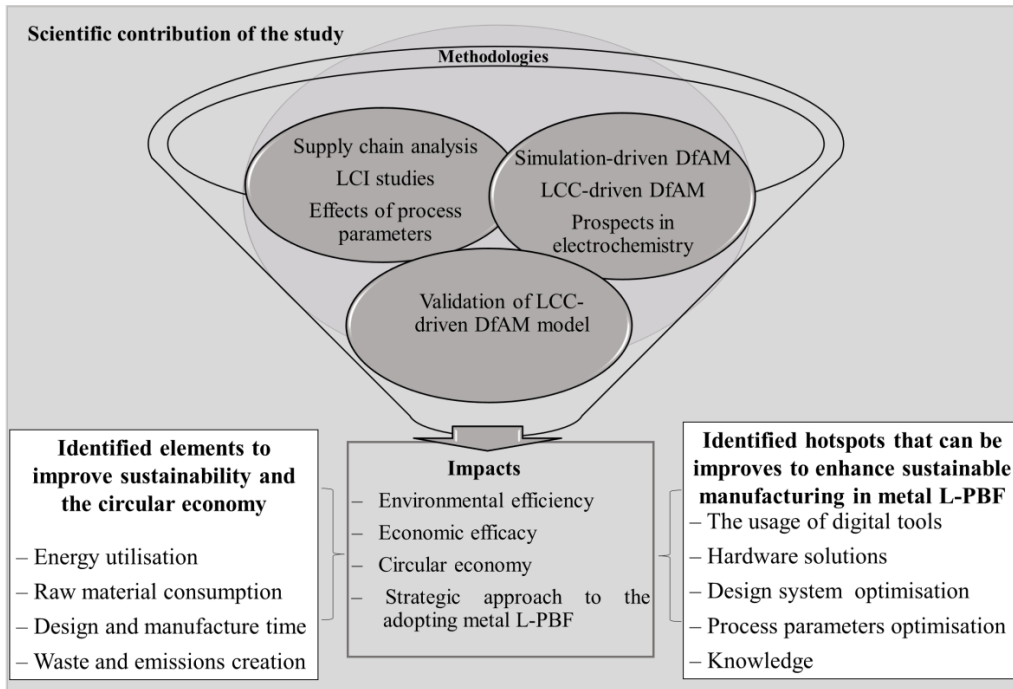 Scientific contribution of the study
Methodologies
Supply chain analysis
LCI studies
Effects of process
parameters
Simulation-driven DfAM
LCC-driven DfAM
Prospects in
electrochemistry
Validation of LCC-
driven DfAM model
Identified elements to
improve sustainability and
the circular economy
– Energy utilisation
– Raw material consumption
– Design and manufacture time
– Waste and emissions creation
Impacts
– Environmental efficiency
– Economic efficacy
– Circular economy
– Strategic approach to the
adopting metal L-PBF
Identified hotspots that can be
improves to enhance sustainable
manufacturing in metal L-PBF
– The usage of digital tools
– Hardware solutions
– Design system optimisation
– Process parameters optimisation
– Knowledge